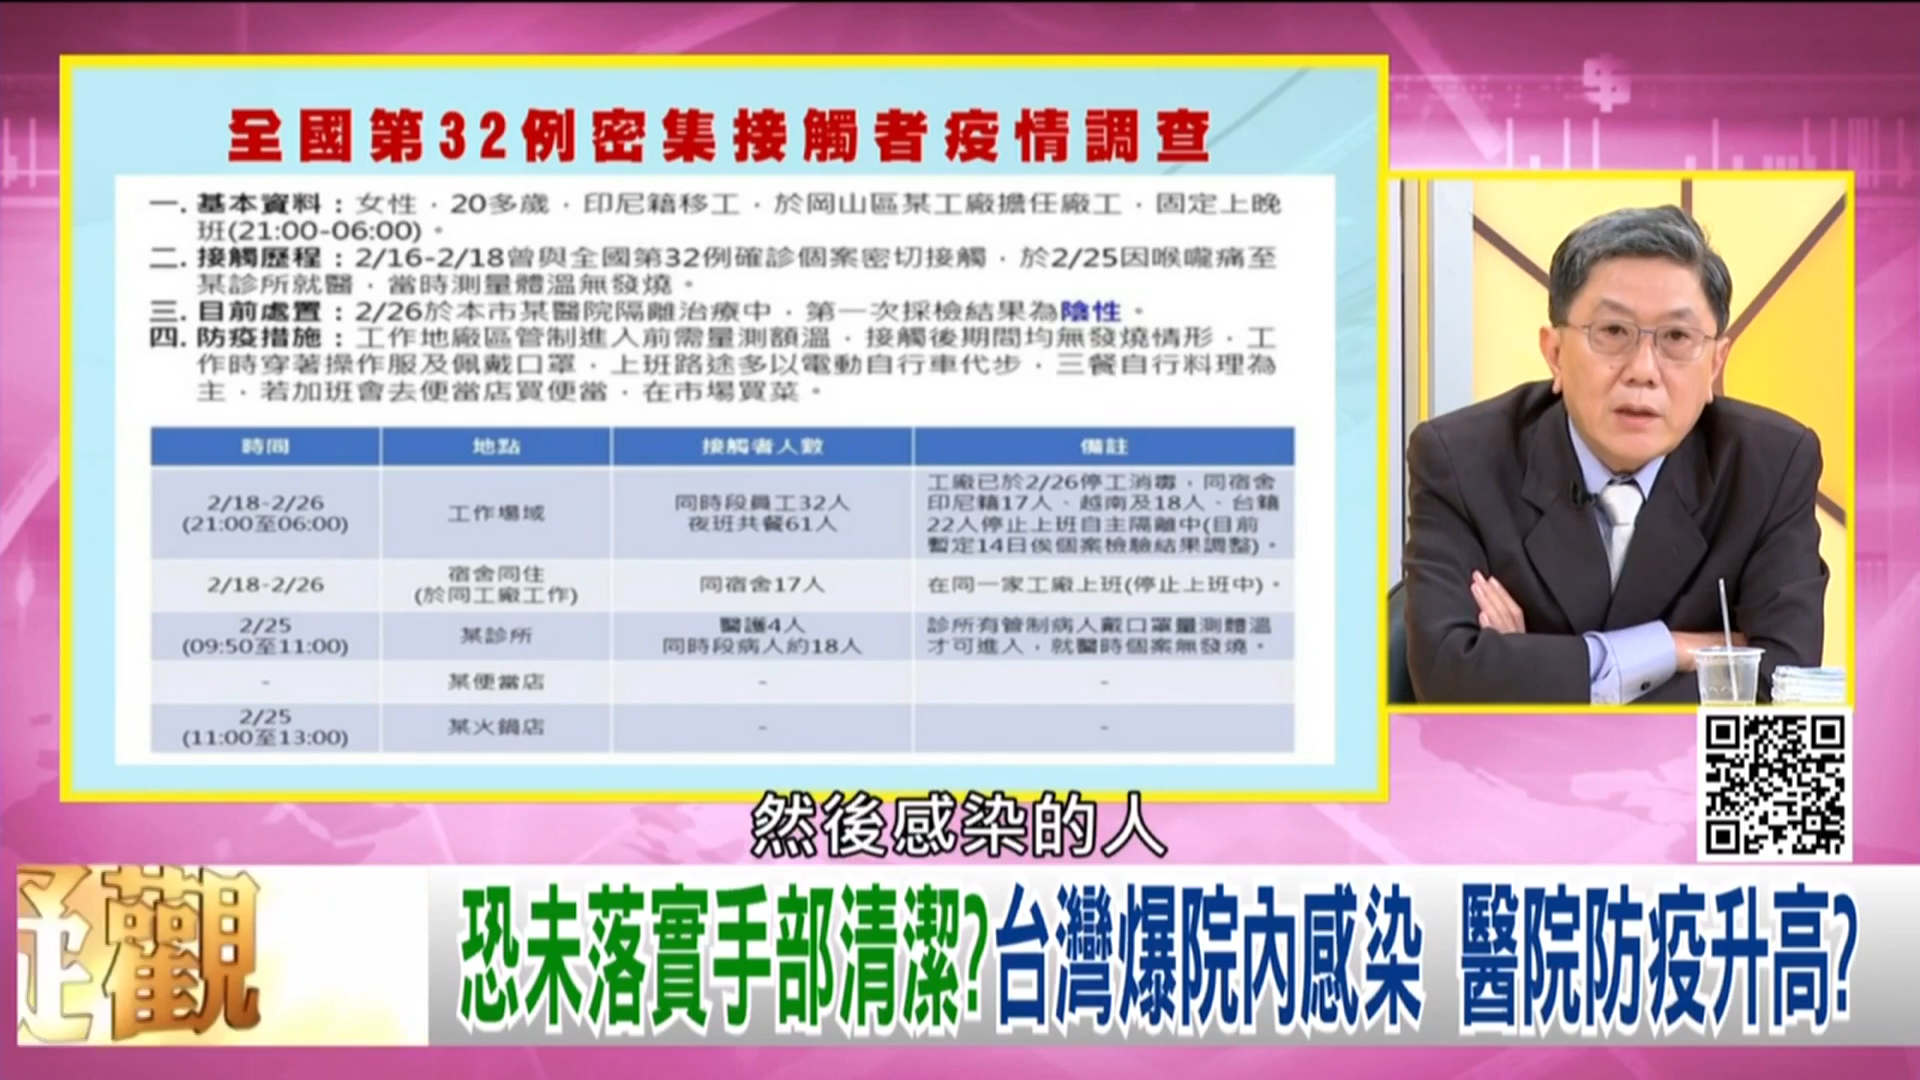 全國第32例密集接觸者疫情調查
一. 基本資料：女性，20多歲，印尼籍移工，於岡山區某工廠擔任廠工，固定上晚
班(21:00-06:00)。
二. 接觸歷程：2/16-2/18曾與全國第32例確診個案密切接觸，於2/25因喉嚨痛至
某診所就醫，當時測量體溫無發燒。
三. 目前處置：2/26於本市某醫院隔離治療中，第一次採檢結果為陰性。
四. 防疫措施：工作地廠區管制進入前需量測額溫，接觸後期間均無發燒情形，工
作時穿著操作服及佩戴口罩，上班路途多以電動自行車代步，三餐自行料理為
主，若加班會去便當店買便當，在市場買菜。
時間 地點 接觸者人數 備註
2/18-2/26
(21:00至06:00)
工作場域
同時段員工32人
夜班共餐61人
工廠已於2/26停工消毒，同宿舍
印尼籍17人、越南及18人、台籍
22人停止上班自主隔離中(目前
暫定14日俟個案檢驗結果調整)。
2/18-2/26
宿舍同住
(於同工廠工作)
同宿舍17人
在同一家工廠上班(停止上班中)。
2/25
(09:50至11:00)
某診所
醫護4人
同時段病人約18人
診所有管制病人戴口罩量測體溫
才可進入，就醫時個案無發燒。
- 某便當店 - -
2/25
(11:00至13:00)
某火鍋店
- -
然後感染的人
觀
恐未落實手部清潔?台灣爆院內感染 醫院防疫升高?